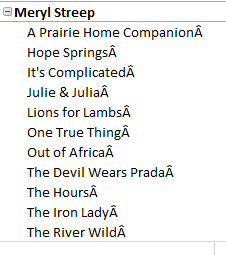 Meryl Streep
A Prairie Home CompanionÂ
Hope SpringsÂ
It's ComplicatedÂ
Julie & JuliaÂ
Lions for LambsÂ
One True ThingÂ
Out of AfricaÂ
The Devil Wears PradaÂ
The HoursÂ
The Iron LadyÂ
The River WildÂ